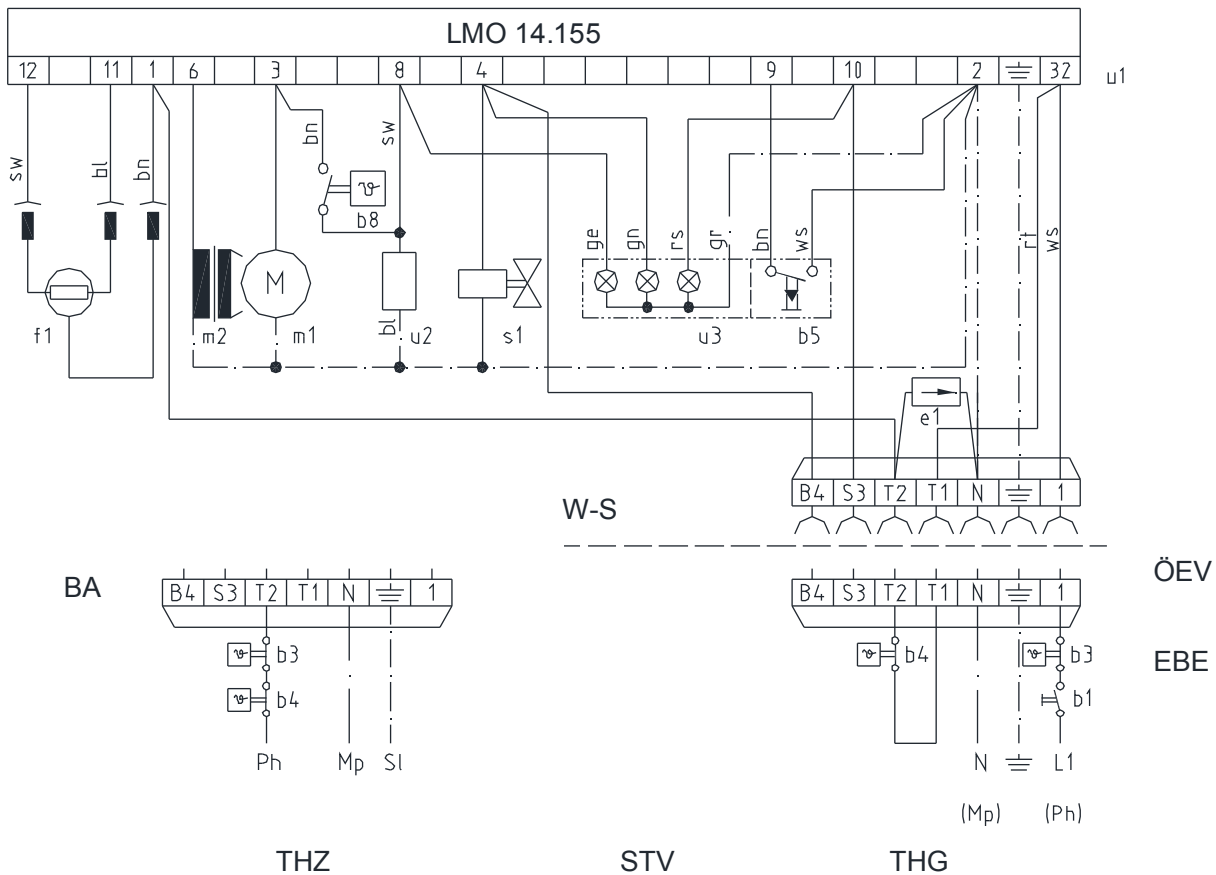 LMO 14.155
12 11 1 6 3 8 4 9 10 2 32 u1
sw bl bn bn sw
ϑ
b8
ge gn rs gr bn ws rt ws
f1 m2 M m1 bl u2 s1 u3 b5
e1
B4 S3 T2 T1 N 1
W-S
ÖEV
BA B4 S3 T2 T1 N 1
B4 S3 T2 T1 N 1
ϑ b3
ϑ b4
Ph Mp Sl
ϑ b4 ϑ b3
b1
EBE
N L1
(Mp) (Ph)
THZ STV THG